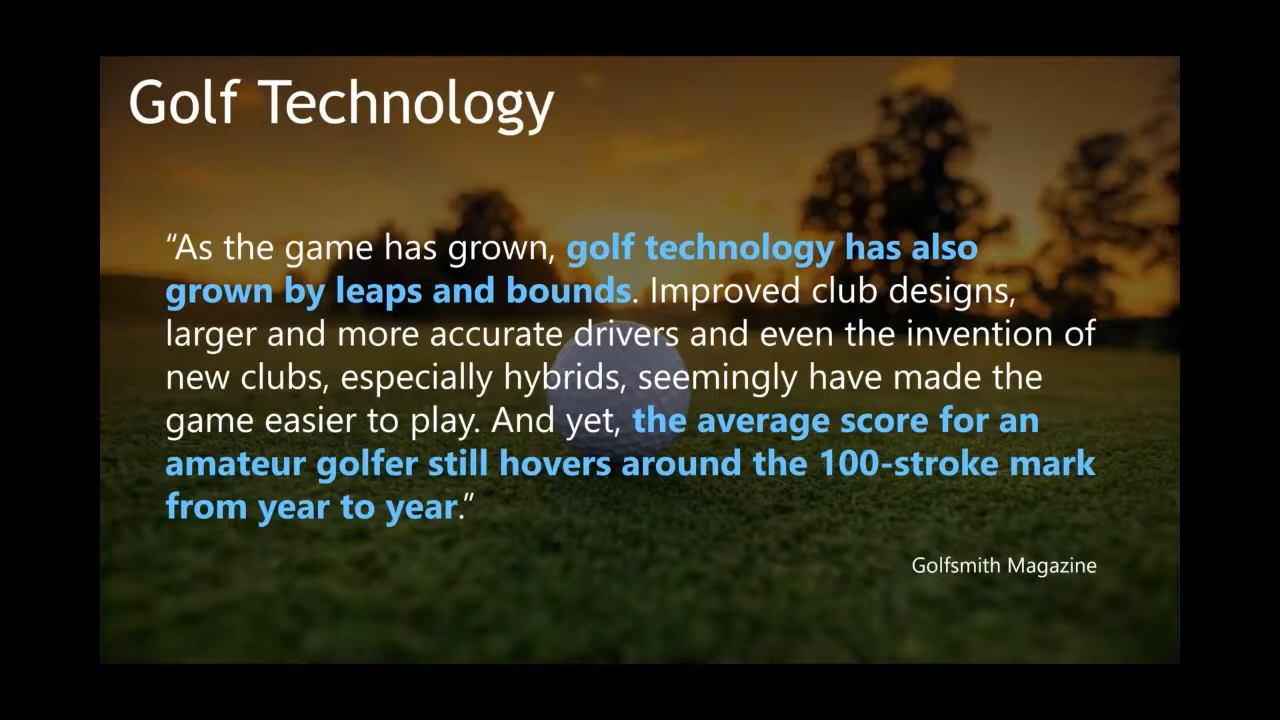 Golf Technology
“As the game has grown, golf technology has also
grown by leaps and bounds. Improved club designs,
larger and more accurate drivers and even the invention of
new clubs, especially hybrids, seemingly have made the
game easier to play. And yet, the average score for an
amateur golfer still hovers around the 100-stroke mark
from year to year.”
Golfsmith Magazine